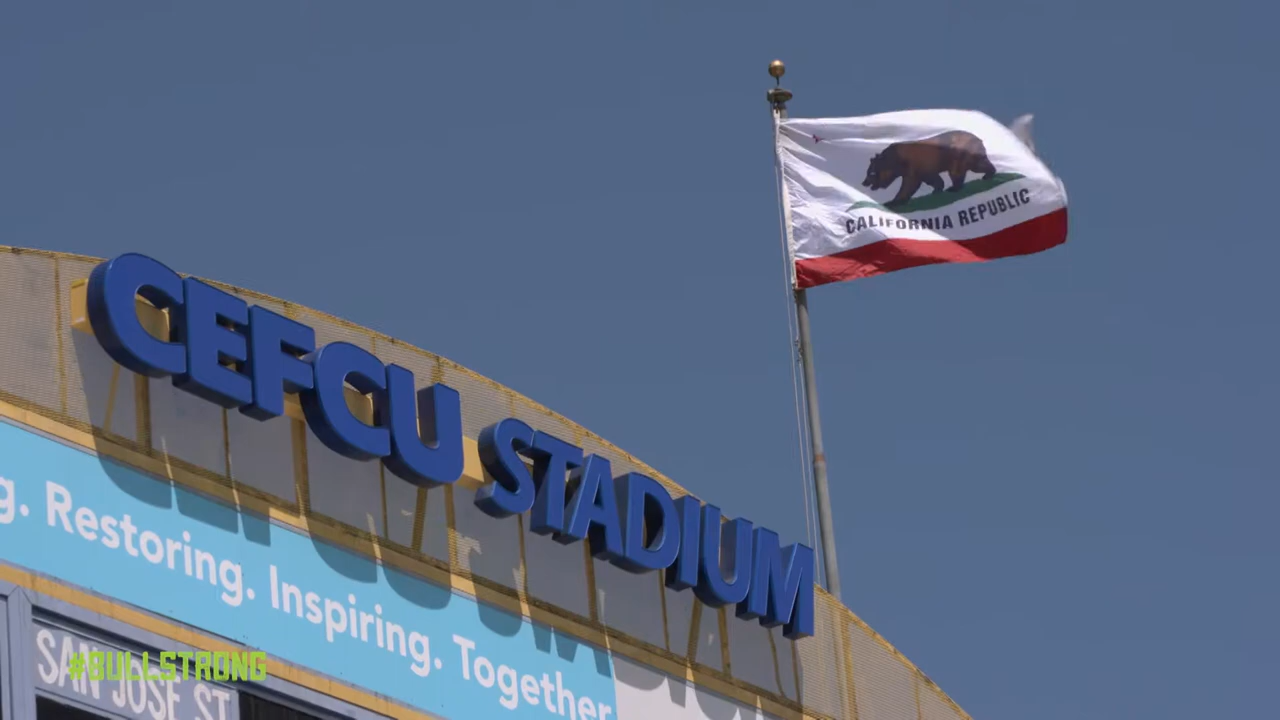 CALIFORNIA REPUBLIC
CEFCU STADIUM
g. Restoring. Inspiring. Together
#BULLSTRONG
SAN JOSE ST